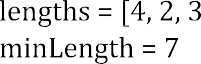 lengths = [4, 2, 3
minLength = 7